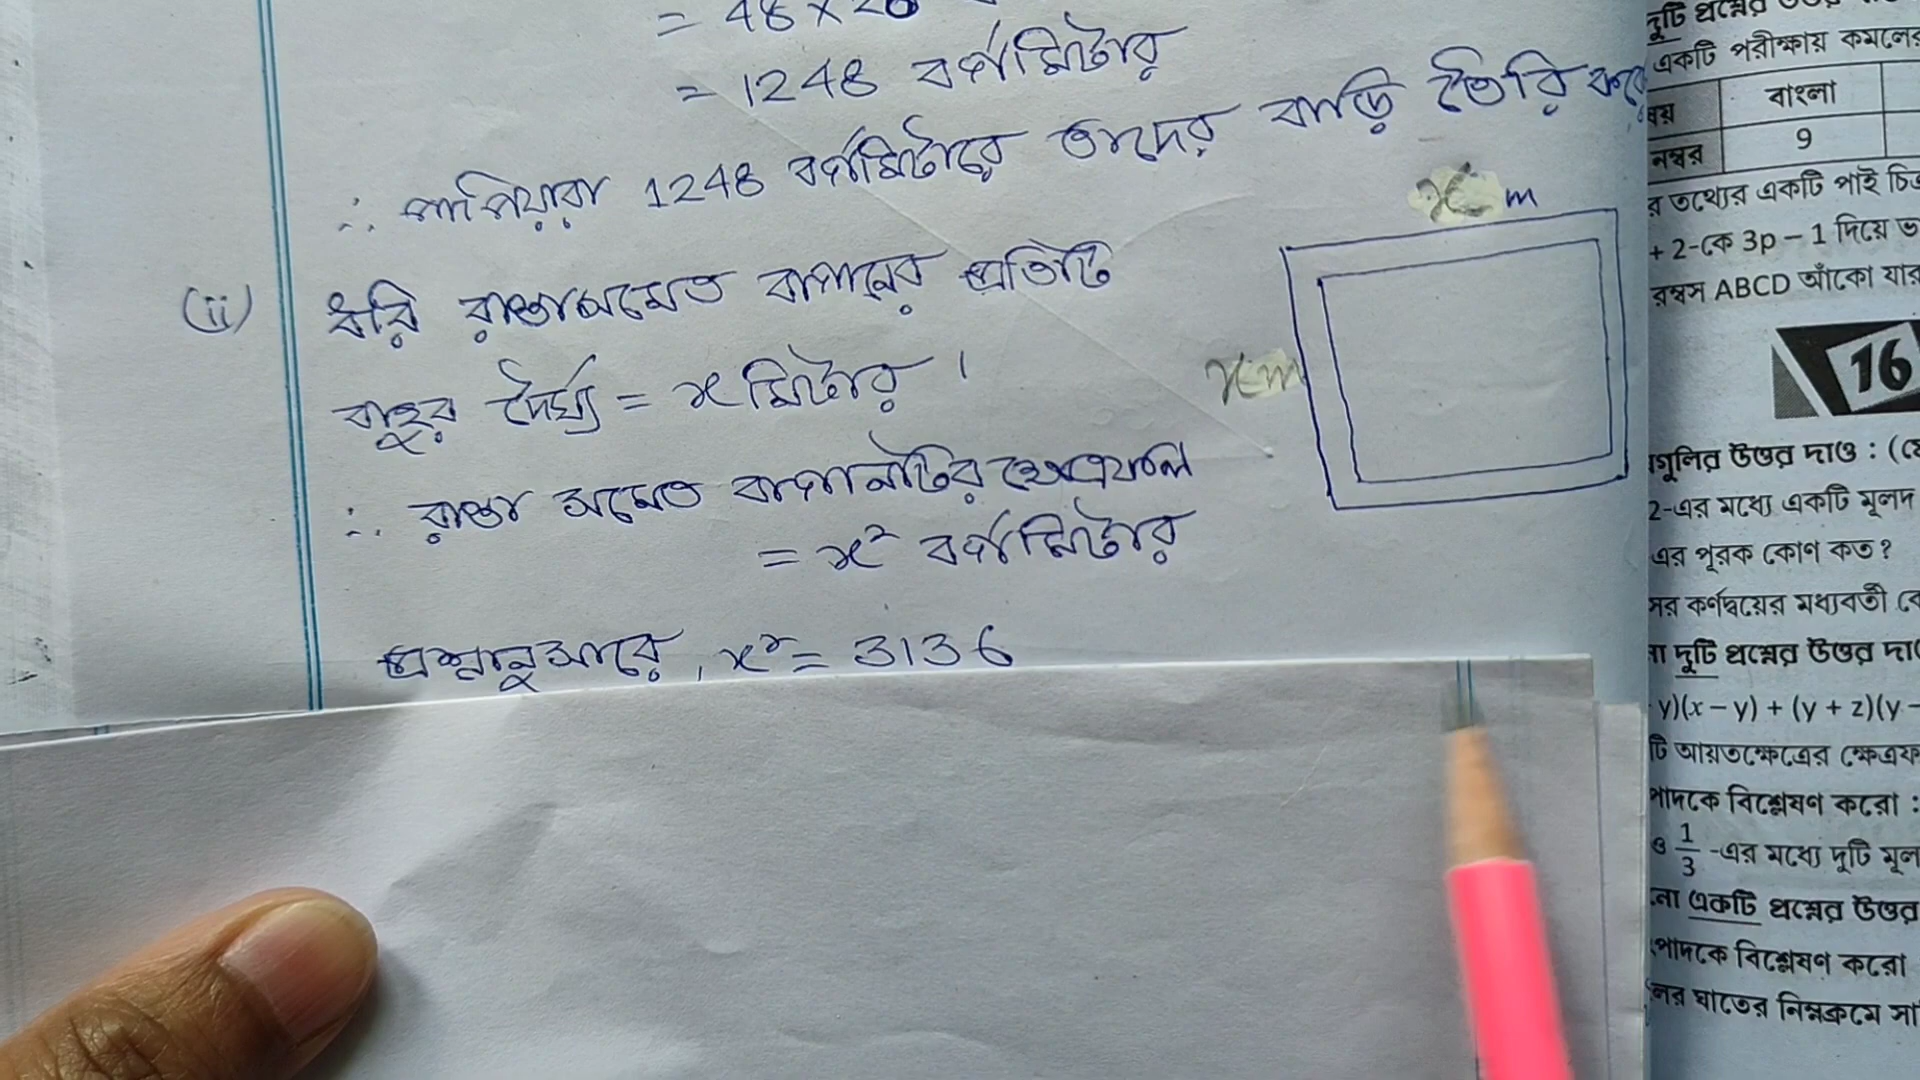 = 48 × 26
= 1248 বর্গমিটার
∴ পাপিয়ারা 1248 বর্গমিটারে তাদের বাড়ি তৈরি
x m
(ii) ধরি রাস্তাসমেত বাগানের প্রতিটি
বাহুর দৈর্ঘ্য = x মিটার ।
xm
∴ রাস্তা সমেত বাগানটির ক্ষেত্রফল
= x² বর্গমিটার
প্রশ্নানুসারে, x² = 3136
দুটি প্রশ্নের
একটি পরীক্ষায় কমলের
বাংলা
নম্বর 9
র তথ্যের একটি পাই চিত্র
+ 2-কে 3p – 1 দিয়ে ভ
রম্বস ABCD আঁকো যার
16
গুলির উত্তর দাও : (
2-এর মধ্যে একটি মূলদ
এর পূরক কোণ কত?
সর কর্ণদ্বয়ের মধ্যবর্তী কো
দুটি প্রশ্নের উত্তর দা
y)(x – y) + (y + z)(y –
টি আয়তক্ষেত্রের ক্ষেত্রফ
পাদকে বিশ্লেষণ করো :
ও 1/3 -এর মধ্যে দুটি মূল
নো একটি প্রশ্নের উত্তর
পাদকে বিশ্লেষণ করো
লর ঘাতের নিম্নক্রমে সা